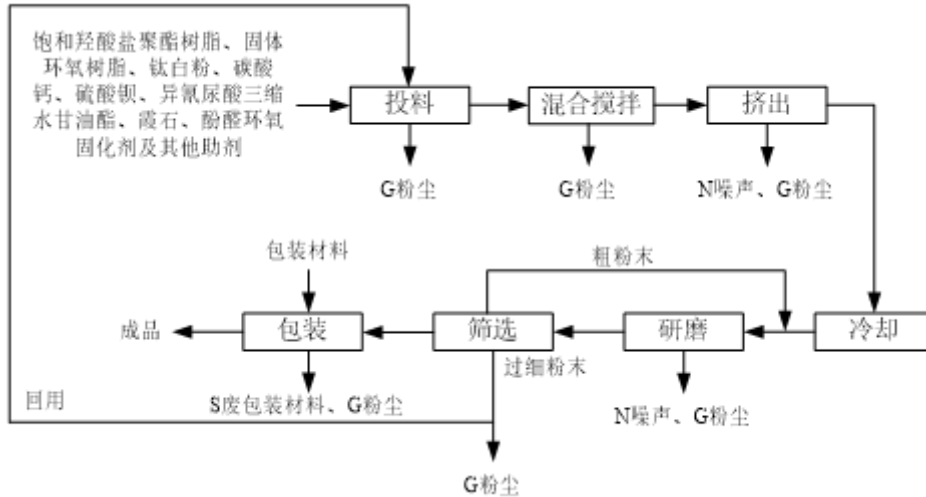 饱和羟酸盐聚酯树脂、固体
环氧树脂、钛白粉、碳酸
钙、硫酸钡、异氰尿酸三缩
水甘油酯、霞石、酚醛环氧
固化剂及其他助剂
投料
混合搅拌
挤出
G粉尘
G粉尘
N噪声、G粉尘
包装材料
粗粉末
成品
包装
筛选
研磨
冷却
过细粉末
回用
S废包装材料、G粉尘
N噪声、G粉尘
G粉尘